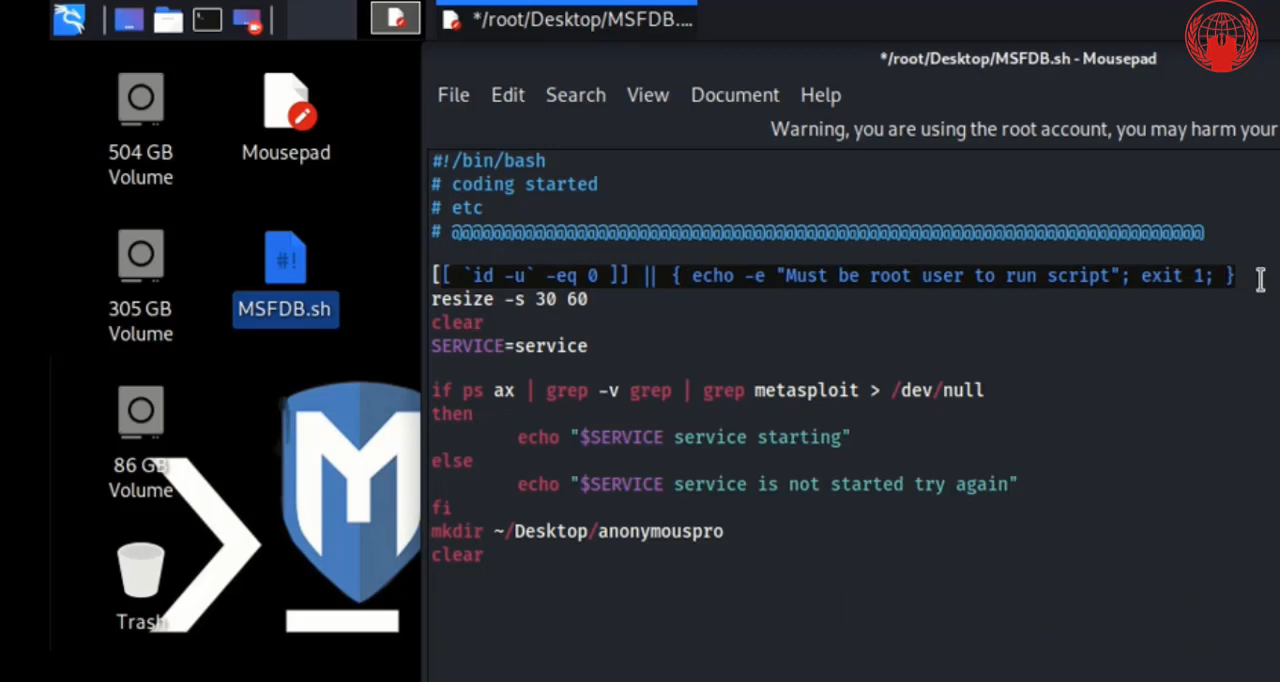 */root/Desktop/MSFDB....
*/root/Desktop/MSFDB.sh - Mousepad
File Edit Search View Document Help
Warning, you are using the root account, you may harm your
504 GB
Volume
Mousepad
305 GB
Volume
#!
MSFDB.sh
86 GB
Volume
Trash
#!/bin/bash
# coding started
# etc
# @@@@@@@@@@@@@@@@@@@@@@@@@@@@@@@@@@@@@@@@@@@@@@@@@@@@@@@@@@@@@@@@@@@@@@@@
[[ `id -u` -eq 0 ]] || { echo -e "Must be root user to run script"; exit 1; }
resize -s 30 60
clear
SERVICE=service
if ps ax | grep -v grep | grep metasploit > /dev/null
then
echo "$SERVICE service starting"
else
echo "$SERVICE service is not started try again"
fi
mkdir ~/Desktop/anonymouspro
clear